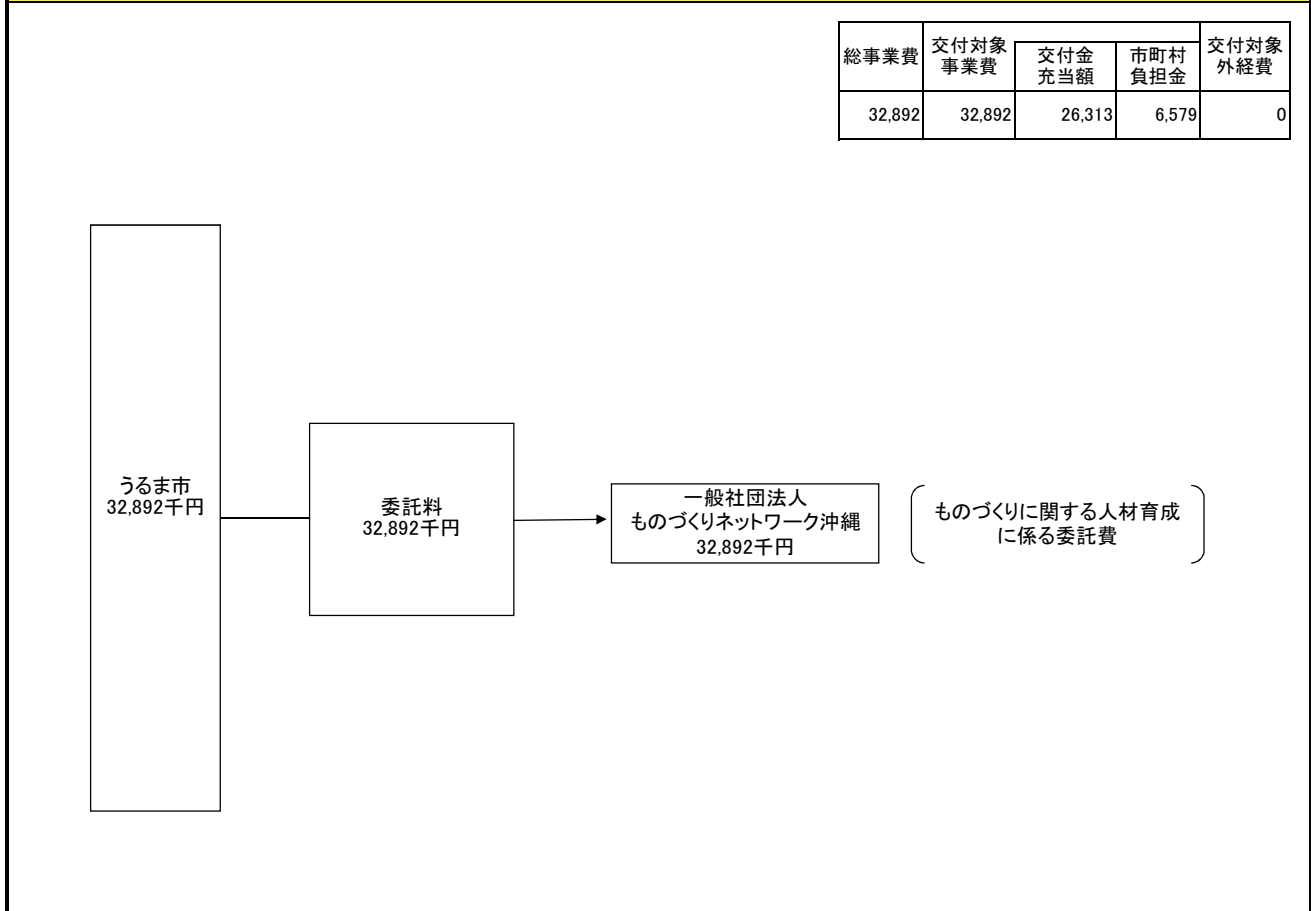 総事業費
交付対象
事業費
交付金
充当額
市町村
負担金
交付対象
外経費
32,892 32,892 26,313 6,579 0
うるま市
32,892千円
委託料
32,892千円
一般社団法人
ものづくりネットワーク沖縄
32,892千円
ものづくりに関する人材育成
に係る委託費